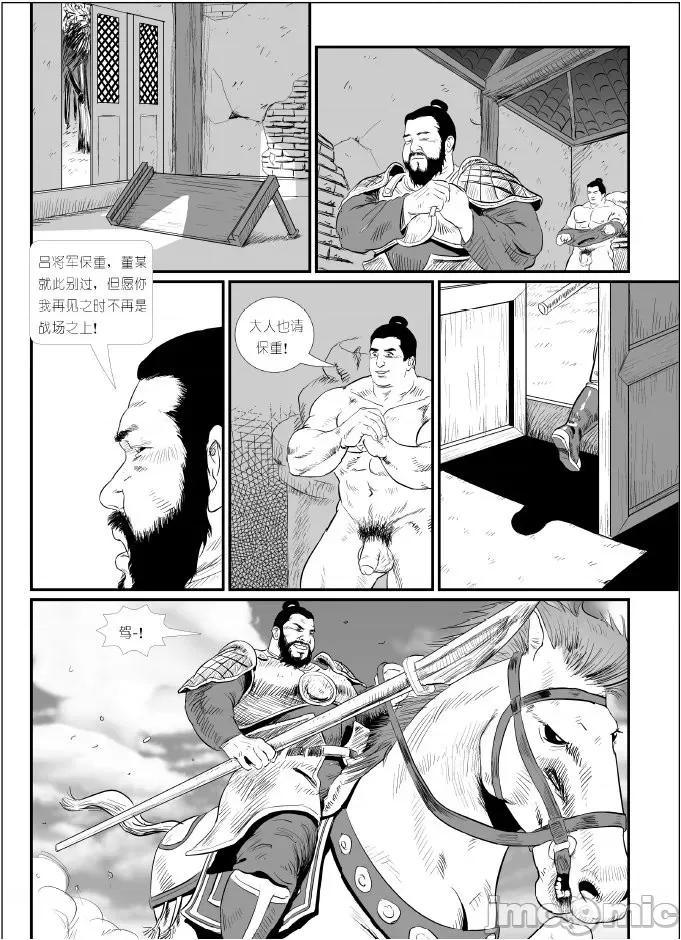 吕将军保重，董某
就此别过，但愿你
我再见之时不再是
战场之上！
大人也请
保重！
驾-！
jmcomic